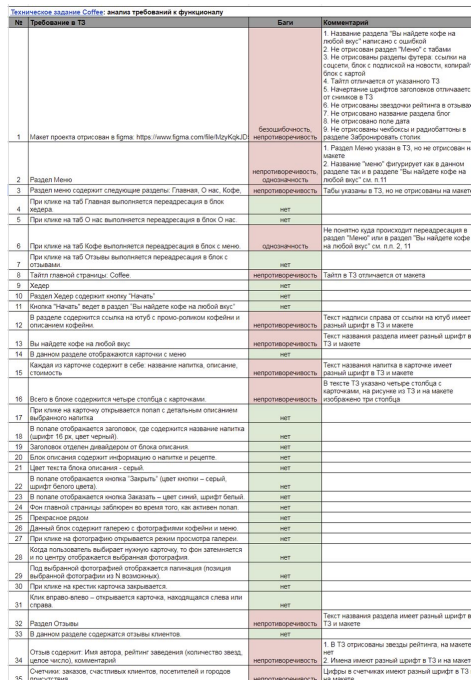 Техническое задание Coffee: анализ требований к функционалу
№ Требование в ТЗ Баги Комментарий
1 Макет проекта отрисован в figma: https://www.figma.com/file/MzyKqkJD безошибочность, непротиворечивость
1. Название раздела "Вы найдете кофе на
любой вкус" написано с ошибкой
2. Не отрисован раздел "Меню" с табами
3. Не отрисованы разделы футера: ссылки на
соцсети, блок с подпиской на новости, копирайт
блок с картой
4. Тайтл отличается от указанного ТЗ
5. Начертание шрифтов заголовков отличается
от снимков в ТЗ
6. Не отрисованы звездочки рейтинга в отзывах
7. Не отрисовано название раздела блог
8. Не отрисовано поле дата
9. Не отрисованы чекбоксы и радиобаттоны в
разделе Забронировать столик
2 Раздел Меню непротиворечивость, однозначность
1. Раздел Меню указан в ТЗ, но не отрисован на
макете
2. Название "меню" фигурирует как в данном
разделе так и в разделе "Вы найдете кофе на
любой вкус" см. п.11
3 Раздел меню содержит следующие разделы: Главная, О нас, Кофе, непротиворечивость Табы указаны в ТЗ, но не отрисованы на макете
4 При клике на таб Главная выполняется переадресация в блок
хедера. нет
5 При клике на таб О нас выполняется переадресация в блок О нас. нет
6 При клике на таб Кофе выполняется переадресация в блок с меню. однозначность
Не понятно куда происходит переадресация в
раздел "Меню" или в раздел "Вы найдете кофе
на любой вкус" см. п.п. 2, 11
7 При клике на таб Отзывы выполняется переадресация в блок с
отзывами. нет
8 Тайтл главной страницы: Coffee. непротиворечивость Тайтл в ТЗ отличается от макета
9 Хедер нет
10 Раздел Хедер содержит кнопку "Начать" нет
11 Кнопка "Начать" ведет в раздел "Вы найдете кофе на любой вкус" нет
12 В разделе содержится ссылка на ютуб с промо-роликом кофейни и
описанием кофейни. непротиворечивость
Текст надписи справа от ссылки на ютуб имеет
разный шрифт в ТЗ и макете
13 Вы найдете кофе на любой вкус непротиворечивость
Текст названия раздела имеет разный шрифт в
ТЗ и макете
14 В данном разделе отображаются карточки с меню нет
15 Каждая из карточке содержит в себе: название напитка, описание,
стоимость непротиворечивость
Текст названия напитка в карточке имеет
разный шрифт в ТЗ и макете
16 Всего в блоке содержится четыре столбца с карточками. непротиворечивость
В тексте ТЗ указано четыре столбца с
карточками, на рисунке из ТЗ и на макете
изображено три столбца
17 При клике на карточку открывается попап с детальным описанием
выбранного напитка нет
18 В попапе отображается заголовок, где содержится название напитка
(шрифт 16 px, цвет черный). нет
19 Заголовок отделен дивайдером от блока описания. нет
20 Блок описания содержит информацию о напитке и рецепте. нет
21 Цвет текста блока описания - серый. нет
22 В попапе отображается кнопка "Закрыть" (цвет кнопки – серый,
шрифт белого цвета). нет
23 В попапе отображается кнопка Заказать – цвет синий, шрифт белый. нет
24 Фон главной страницы заблюрен во время того, как активен попап. нет
25 Прекрасное рядом нет
26 Данный блок содержит галерею с фотографиями кофейни и меню. нет
27 При клике на фотографию открывается режим просмотра галереи. нет
28 Когда пользователь выбирает нужную карточку, то фон затемняется
и по центру отображается выбранная фотография. нет
29 Под выбранной фотографией отображается пагинация (позиция
выбранной фотографии из N возможных). нет
30 При клике на крестик карточка закрывается. нет
31 Клик вправо-влево – открывается карточка, находящаяся слева или
справа. нет
32 Раздел Отзывы непротиворечивость
Текст названия раздела имеет разный шрифт в
ТЗ и макете
33 В данном разделе содержатся отзывы клиентов. нет
34 Отзыв содержит: Имя автора, рейтинг заведения (количество звезд,
целое число), комментарий непротиворечивость
1. В ТЗ отрисованы звезды рейтинга, на макете
нет
2. Имена имеют разный шрифт в ТЗ и на макете
35 Счетчики: заказов, счастливых клиентов, посетителей и городов
присутствия непротиворечивость
Цифры в счетчиках имеют разный шрифт в ТЗ
на макете